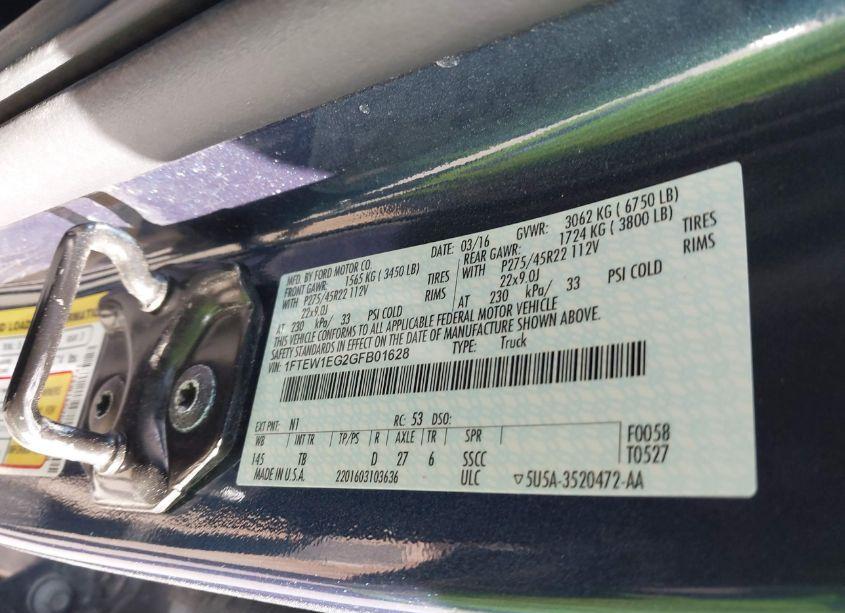 MFD. BY FORD MOTOR CO.
DATE: 03/16 GVWR: 3062 KG ( 6750 LB)
FRONT GAWR: 1565 KG ( 3450 LB) REAR GAWR: 1724 KG ( 3800 LB)
WITH P275/45R22 112V TIRES WITH P275/45R22 112V TIRES
22x9.0J RIMS 22x9.0J RIMS
AT 230 kPa/ 33 PSI COLD AT 230 kPa/ 33 PSI COLD
THIS VEHICLE CONFORMS TO ALL APPLICABLE FEDERAL MOTOR VEHICLE
SAFETY STANDARDS IN EFFECT ON THE DATE OF MANUFACTURE SHOWN ABOVE.
VIN: 1FTEW1EG2GFB01628 TYPE: Truck
EXT PNT: N1 RC: 53 DSO:
WB INT TR TP/PS R AXLE TR SPR F0058
145 TB D 27 6 SSCC T0527
MADE IN U.S.A. 2201603103636 ULC ▽5U5A-3520472-AA